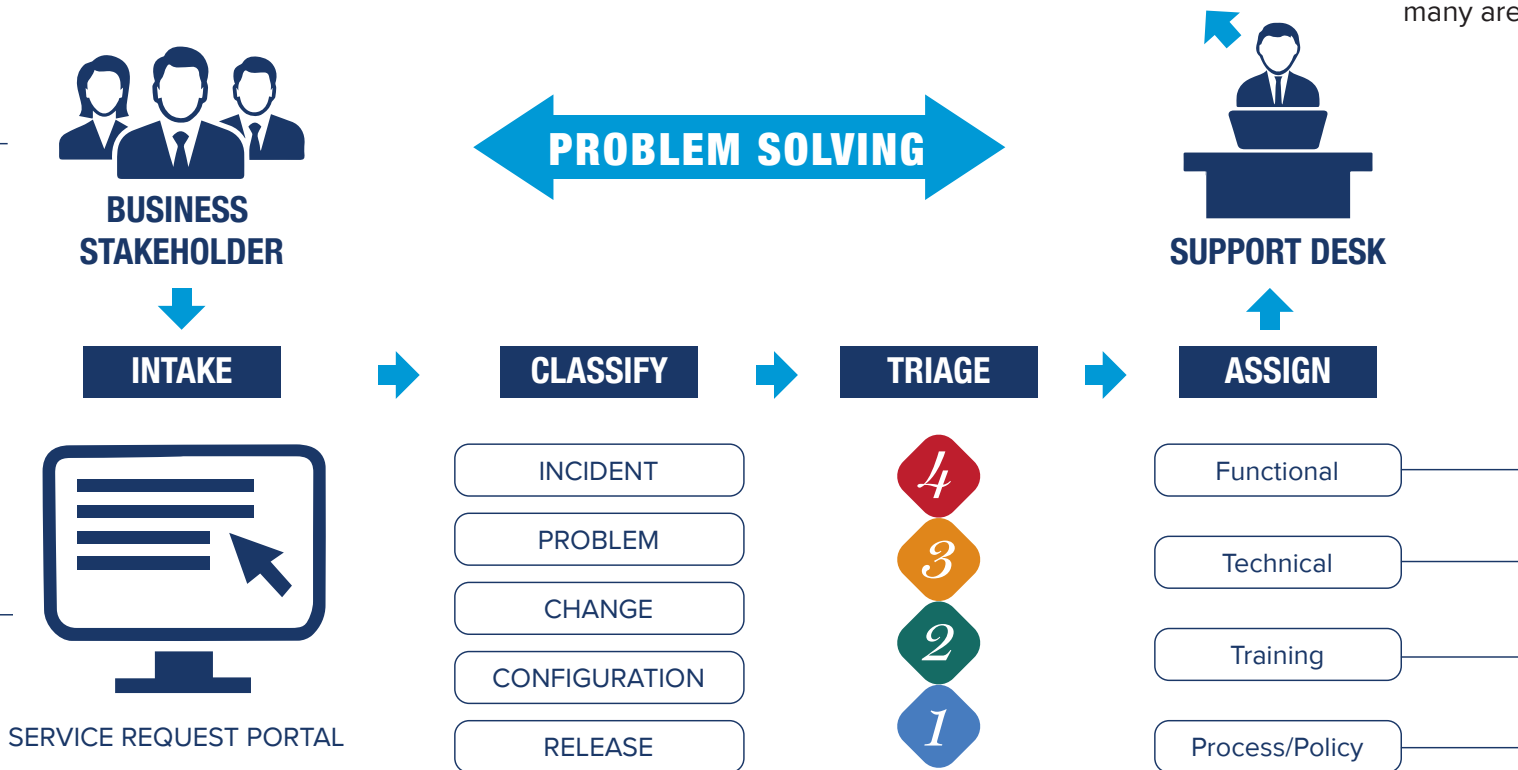 many are
PROBLEM SOLVING
BUSINESS
STAKEHOLDER
SUPPORT DESK
INTAKE
CLASSIFY
TRIAGE
ASSIGN
INCIDENT
PROBLEM
CHANGE
CONFIGURATION
RELEASE
4
3
2
1
Functional
Technical
Training
Process/Policy
SERVICE REQUEST PORTAL